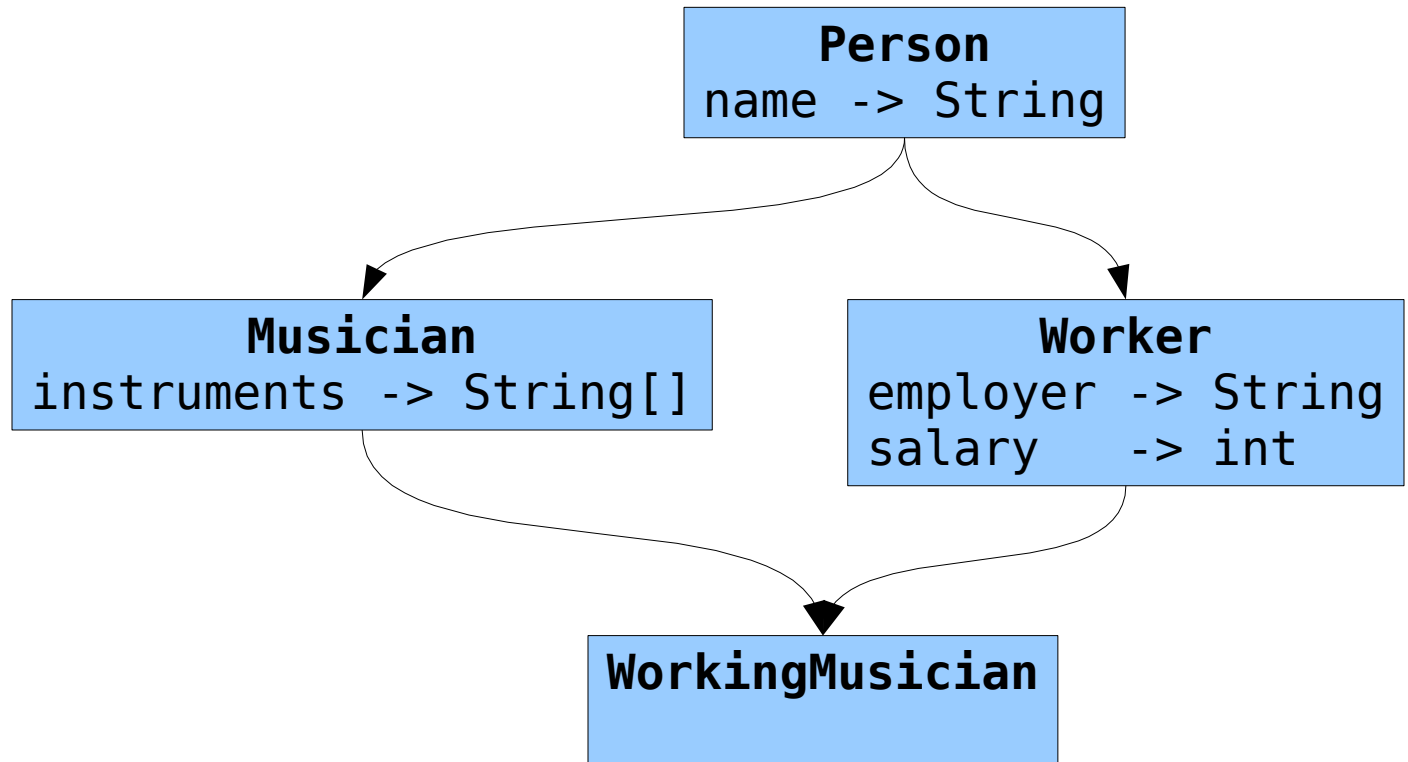 Person
name -> String
Musician
instruments -> String[]
Worker
employer -> String
salary   -> int
WorkingMusician